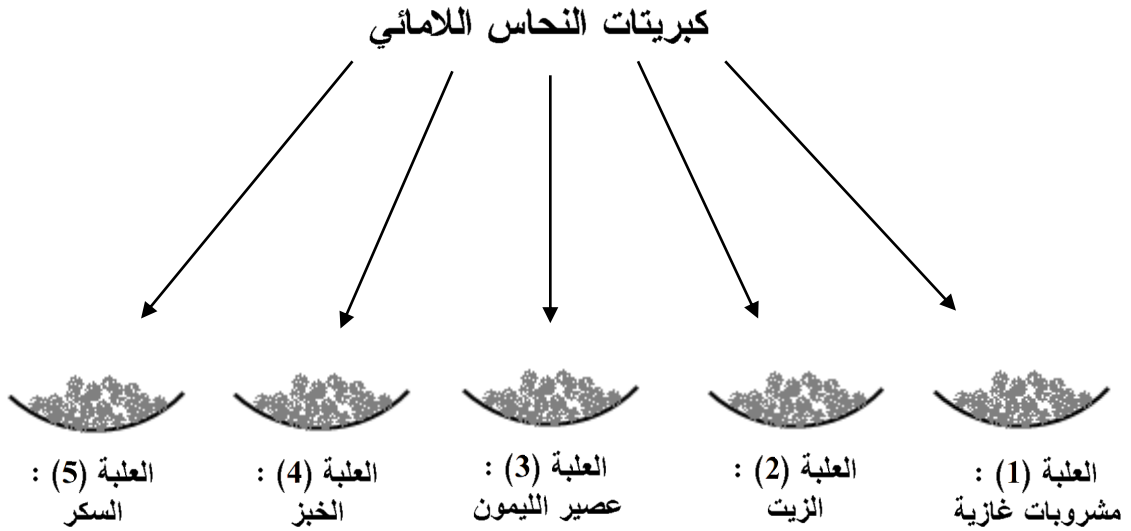 كبريتات النحاس اللامائي
العلبة (1) :
مشروبات غازية
العلبة (2) :
الزيت
العلبة (3) :
عصير الليمون
العلبة (4) :
الخبز
العلبة (5) :
السكر